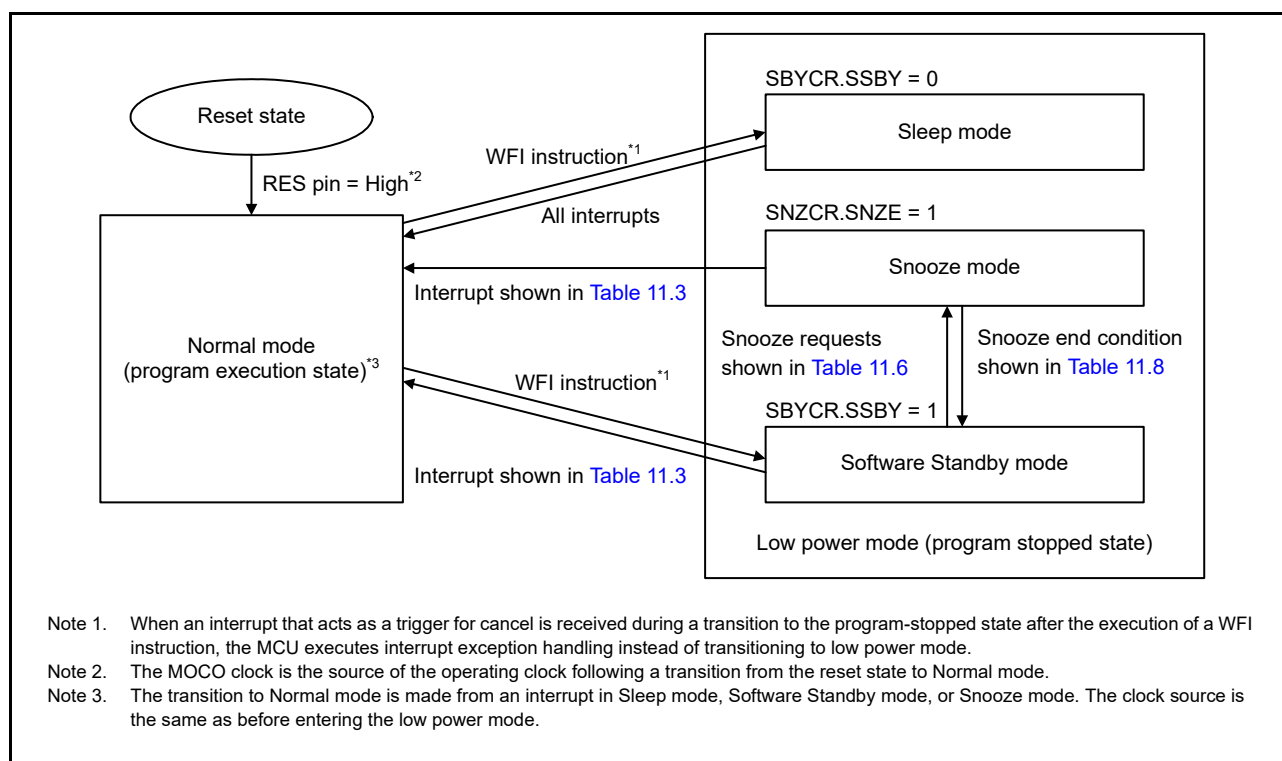 SBYCR.SSBY = 0
Reset state
Sleep mode
WFI instruction*1
RES pin = High*2
All interrupts
SNZCR.SNZE = 1
Snooze mode
Interrupt shown in Table 11.3
Normal mode
(program execution state)*3
Snooze requests
shown in Table 11.6
Snooze end condition
shown in Table 11.8
WFI instruction*1
SBYCR.SSBY = 1
Software Standby mode
Interrupt shown in Table 11.3
Low power mode (program stopped state)
Note 1. When an interrupt that acts as a trigger for cancel is received during a transition to the program-stopped state after the execution of a WFI
instruction, the MCU executes interrupt exception handling instead of transitioning to low power mode.
Note 2. The MOCO clock is the source of the operating clock following a transition from the reset state to Normal mode.
Note 3. The transition to Normal mode is made from an interrupt in Sleep mode, Software Standby mode, or Snooze mode. The clock source is
the same as before entering the low power mode.